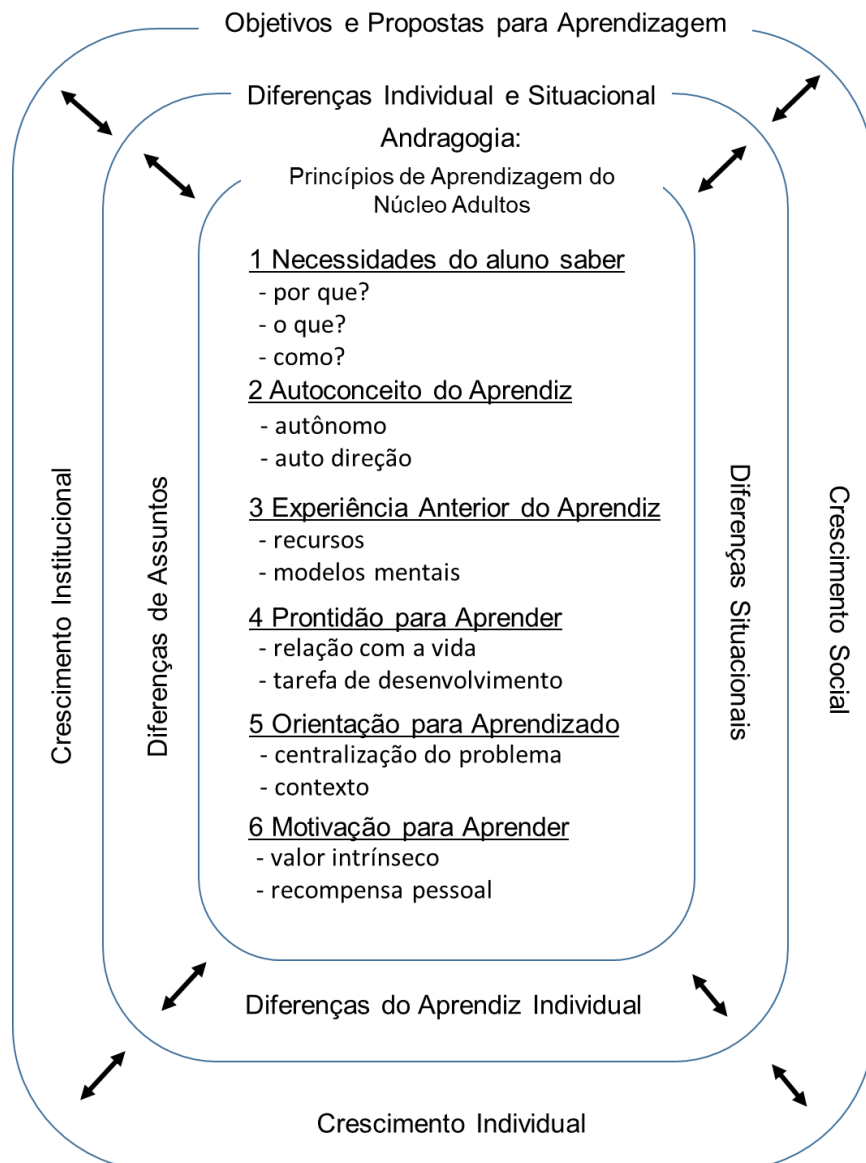 Objetivos e Propostas para Aprendizagem
Diferenças Individual e Situacional
Andragogia:
Princípios de Aprendizagem do
Núcleo Adultos
1 Necessidades do aluno saber
- por que?
- o que?
- como?
2 Autoconceito do Aprendiz
- autônomo
- auto direção
3 Experiência Anterior do Aprendiz
- recursos
- modelos mentais
4 Prontidão para Aprender
- relação com a vida
- tarefa de desenvolvimento
5 Orientação para Aprendizado
- centralização do problema
- contexto
6 Motivação para Aprender
- valor intrínseco
- recompensa pessoal
Crescimento Institucional
Diferenças de Assuntos
Diferenças Situacionais
Crescimento Social
Diferenças do Aprendiz Individual
Crescimento Individual